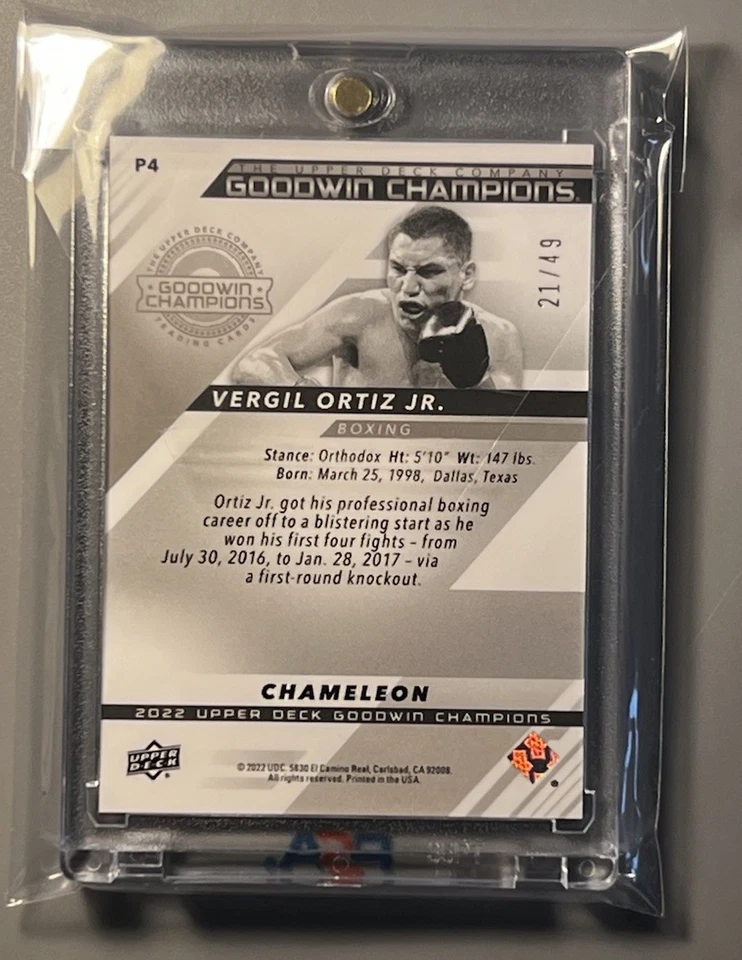 P4
THE UPPER DECK COMPANY
GOODWIN CHAMPIONS®
THE UPPER DECK COMPANY
GOODWIN
CHAMPIONS
TRADING CARDS
21/49
VERGIL ORTIZ JR.
BOXING
Stance: Orthodox Ht: 5'10" Wt: 147 lbs.
Born: March 25, 1998, Dallas, Texas
Ortiz Jr. got his professional boxing
career off to a blistering start as he
won his first four fights – from
July 30, 2016, to Jan. 28, 2017 – via
a first-round knockout.
CHAMELEON
2022 UPPER DECK GOODWIN CHAMPIONS
UPPER
DECK
© 2022 UDC. 5830 El Camino Real, Carlsbad, CA 92008.
All rights reserved. Printed in the USA.